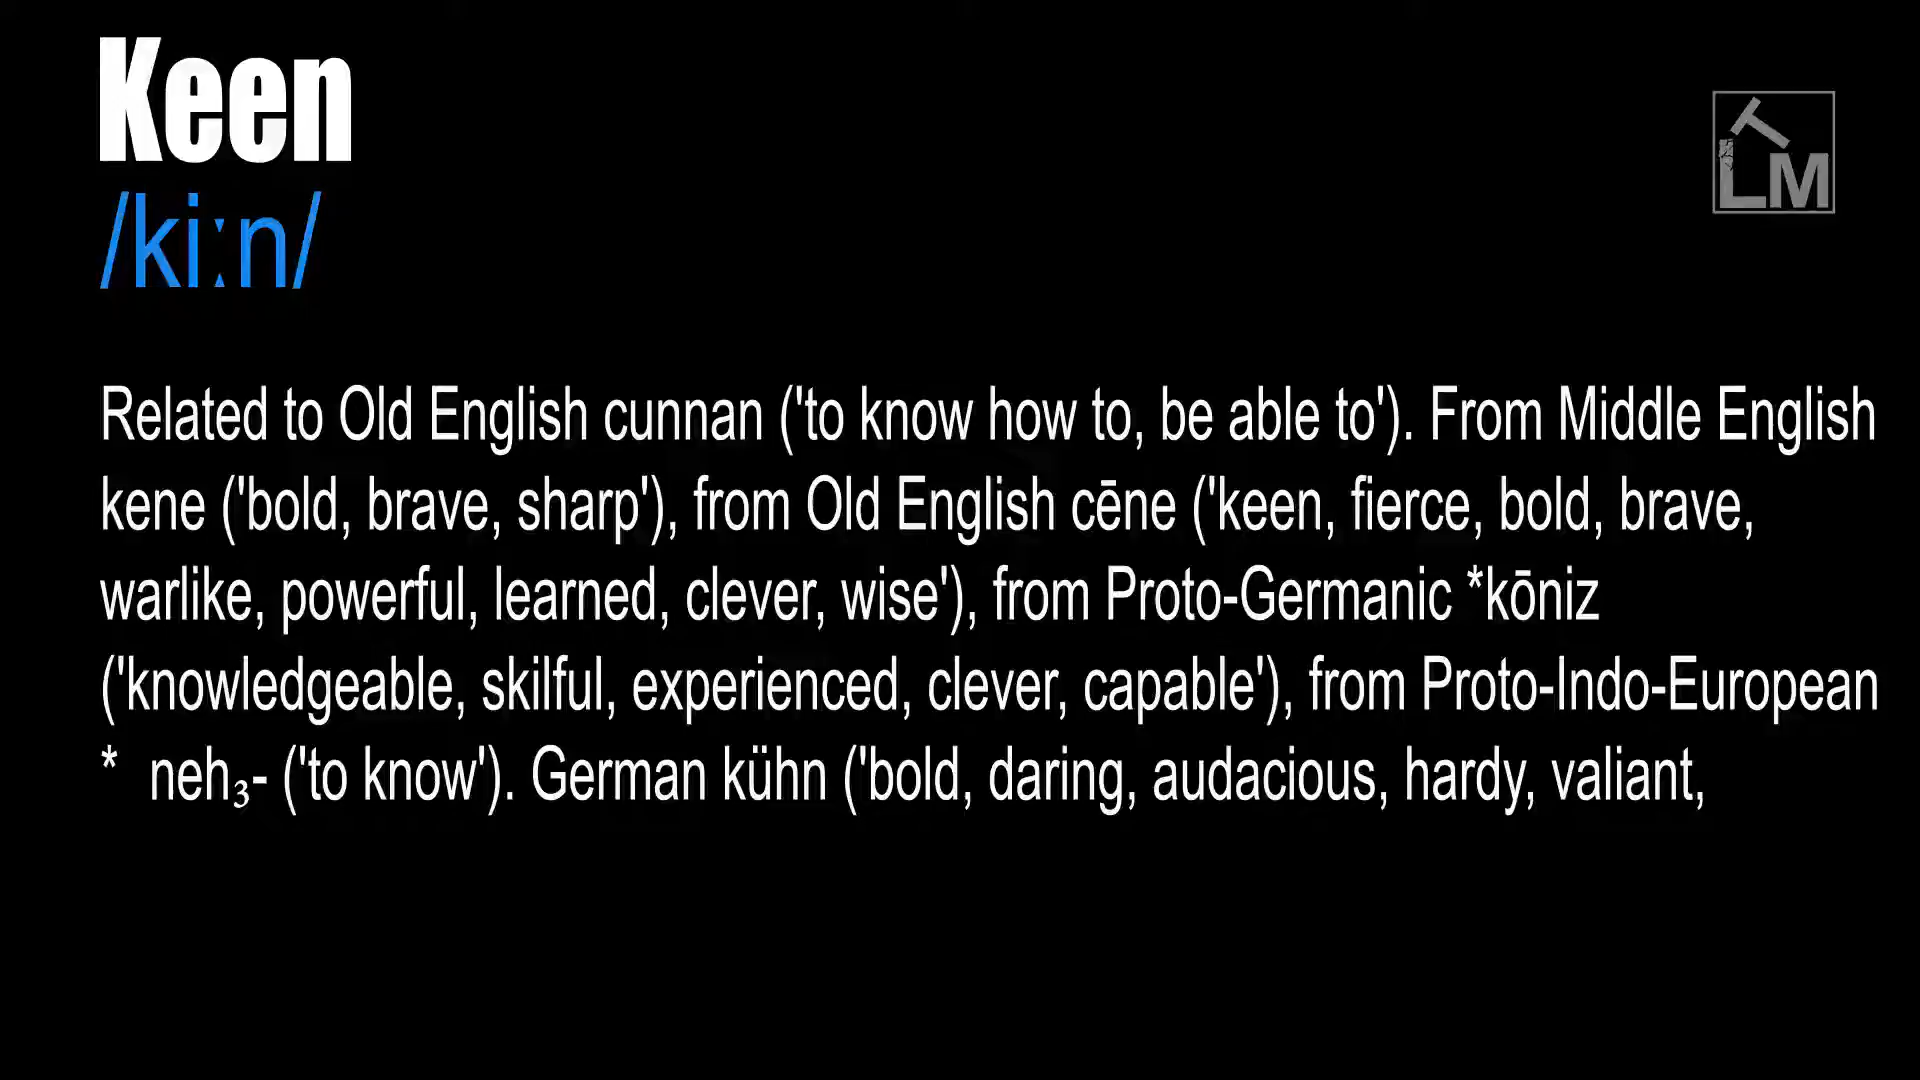 Keen
/kiːn/
LM
Related to Old English cunnan ('to know how to, be able to'). From Middle English
kene ('bold, brave, sharp'), from Old English cēne ('keen, fierce, bold, brave,
warlike, powerful, learned, clever, wise'), from Proto-Germanic *kōniz
('knowledgeable, skilful, experienced, clever, capable'), from Proto-Indo-European
* neh₃- ('to know'). German kühn ('bold, daring, audacious, hardy, valiant,